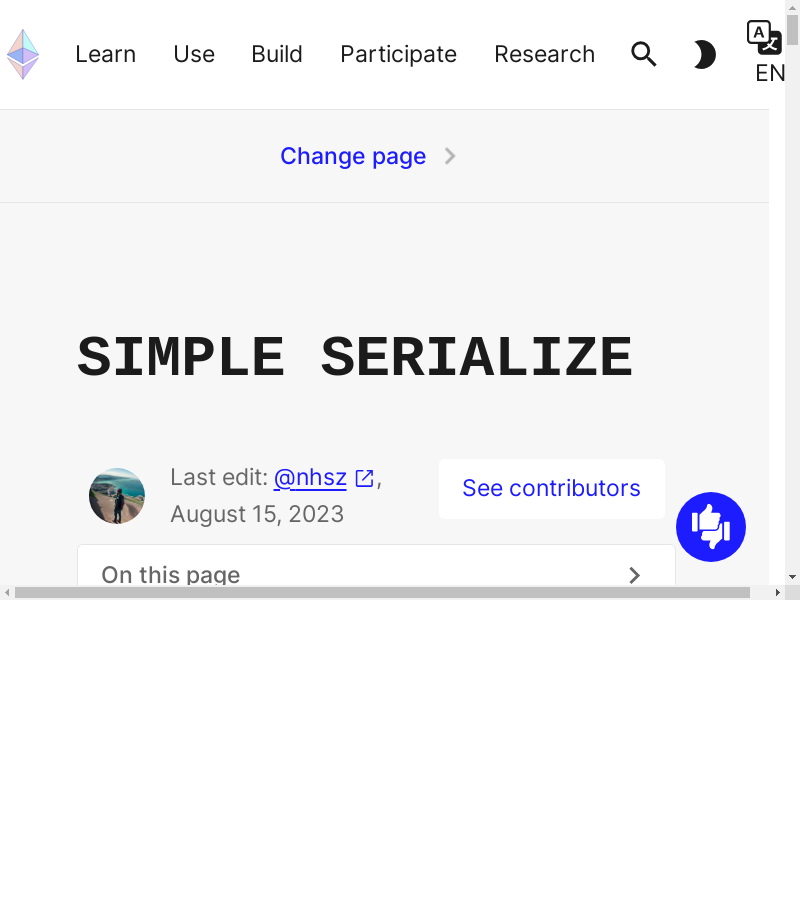 Learn Use Build Participate Research
EN
Change page
SIMPLE SERIALIZE
Last edit: @nhsz ,
August 15, 2023
See contributors
On this page